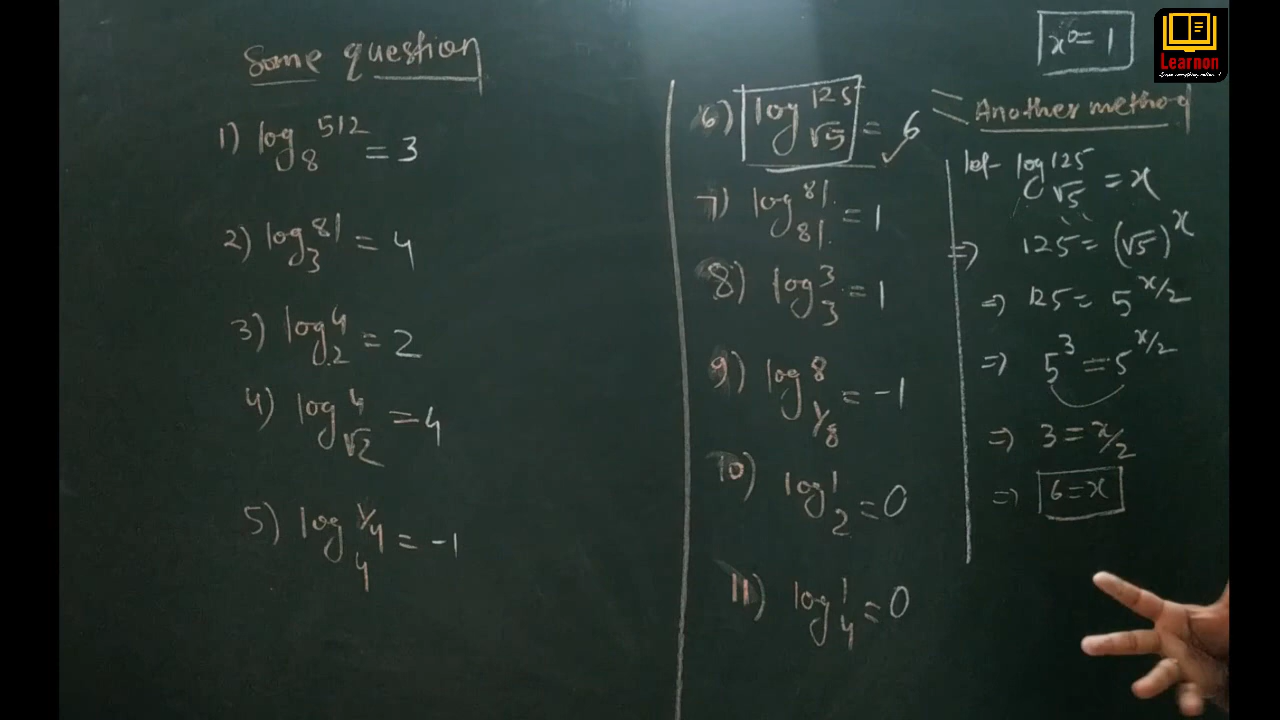 Some question
1) log₈ 512 = 3
2) log₃ 81 = 4
3) log₂ 4 = 2
4) log√2 4 = 4
5) log₄ 1/4 = -1
6) log√5 125 = 6 ✓
7) log₈₁ 81 = 1
8) log₃ 3 = 1
9) log1/8 8 = -1
10) log₂ 1 = 0
11) log₄ 1 = 0
x⁰ = 1
= Another method
let log√5 125 = x
⇒ 125 = (√5)^x
⇒ 125 = 5^x/2
⇒ 5³ = 5^x/2
⇒ 3 = x/2
⇒ 6 = x
Learnon